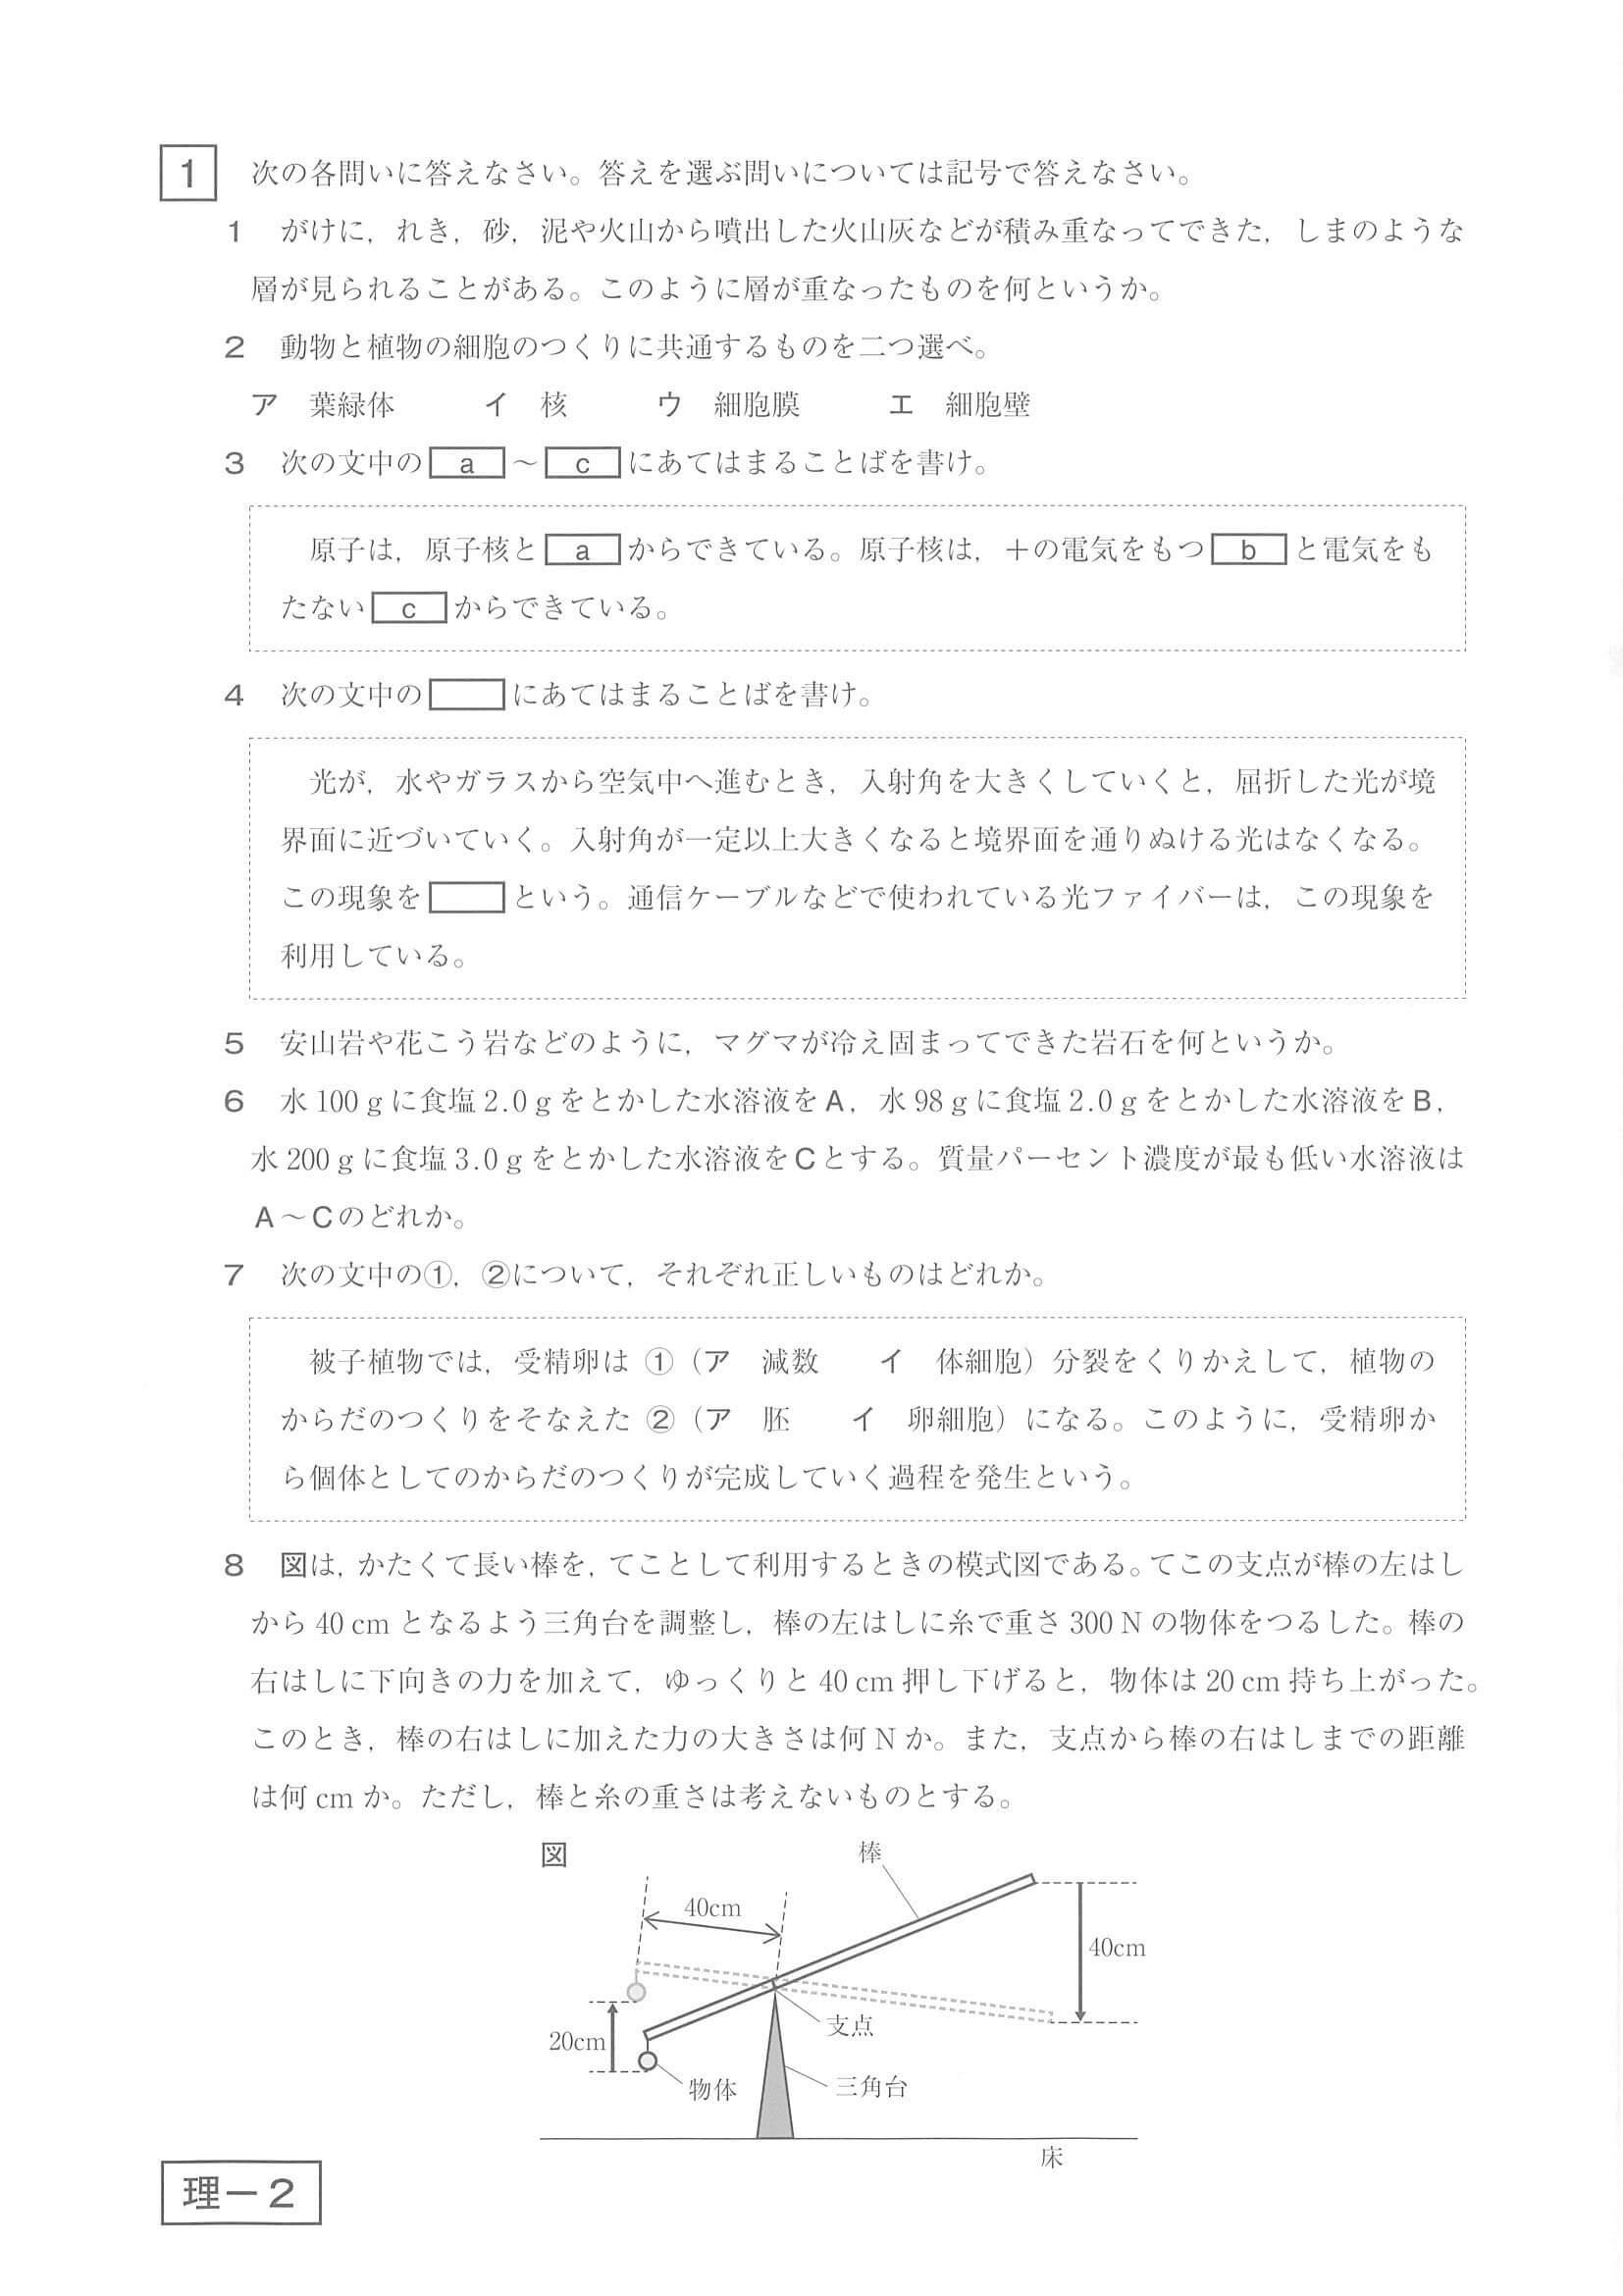 1 次の各問いに答えなさい。答えを選ぶ問いについては記号で答えなさい。
1 がけに，れき，砂，泥や火山から噴出した火山灰などが積み重なってできた，しまのような
層が見られることがある。このように層が重なったものを何というか。
2 動物と植物の細胞のつくりに共通するものを二つ選べ。
ア 葉緑体 イ 核 ウ 細胞膜 エ 細胞壁
3 次の文中の a ～ c にあてはまることばを書け。
原子は，原子核と a からできている。原子核は，＋の電気をもつ b と電気をも
たない c からできている。
4 次の文中の にあてはまることばを書け。
光が，水やガラスから空気中へ進むとき，入射角を大きくしていくと，屈折した光が境
界面に近づいていく。入射角が一定以上大きくなると境界面を通りぬける光はなくなる。
この現象を という。通信ケーブルなどで使われている光ファイバーは，この現象を
利用している。
5 安山岩や花こう岩などのように，マグマが冷え固まってできた岩石を何というか。
6 水 100 g に食塩 2.0 g をとかした水溶液を A，水 98 g に食塩 2.0 g をとかした水溶液を B，
水 200 g に食塩 3.0 g をとかした水溶液を C とする。質量パーセント濃度が最も低い水溶液は
A～C のどれか。
7 次の文中の①，②について，それぞれ正しいものはどれか。
被子植物では，受精卵は ①（ア 減数 イ 体細胞）分裂をくりかえして，植物の
からだのつくりをそなえた ②（ア 胚 イ 卵細胞）になる。このように，受精卵か
ら個体としてのからだのつくりが完成していく過程を発生という。
8 図は，かたくて長い棒を，てことして利用するときの模式図である。てこの支点が棒の左はし
から 40 cm となるよう三角台を調整し，棒の左はしに糸で重さ 300 N の物体をつるした。棒の
右はしに下向きの力を加えて，ゆっくりと 40 cm 押し下げると，物体は 20 cm 持ち上がった。
このとき，棒の右はしに加えた力の大きさは何 N か。また，支点から棒の右はしまでの距離
は何 cm か。ただし，棒と糸の重さは考えないものとする。
図
棒
40cm
40cm
支点
20cm
物体
三角台
床
理－2